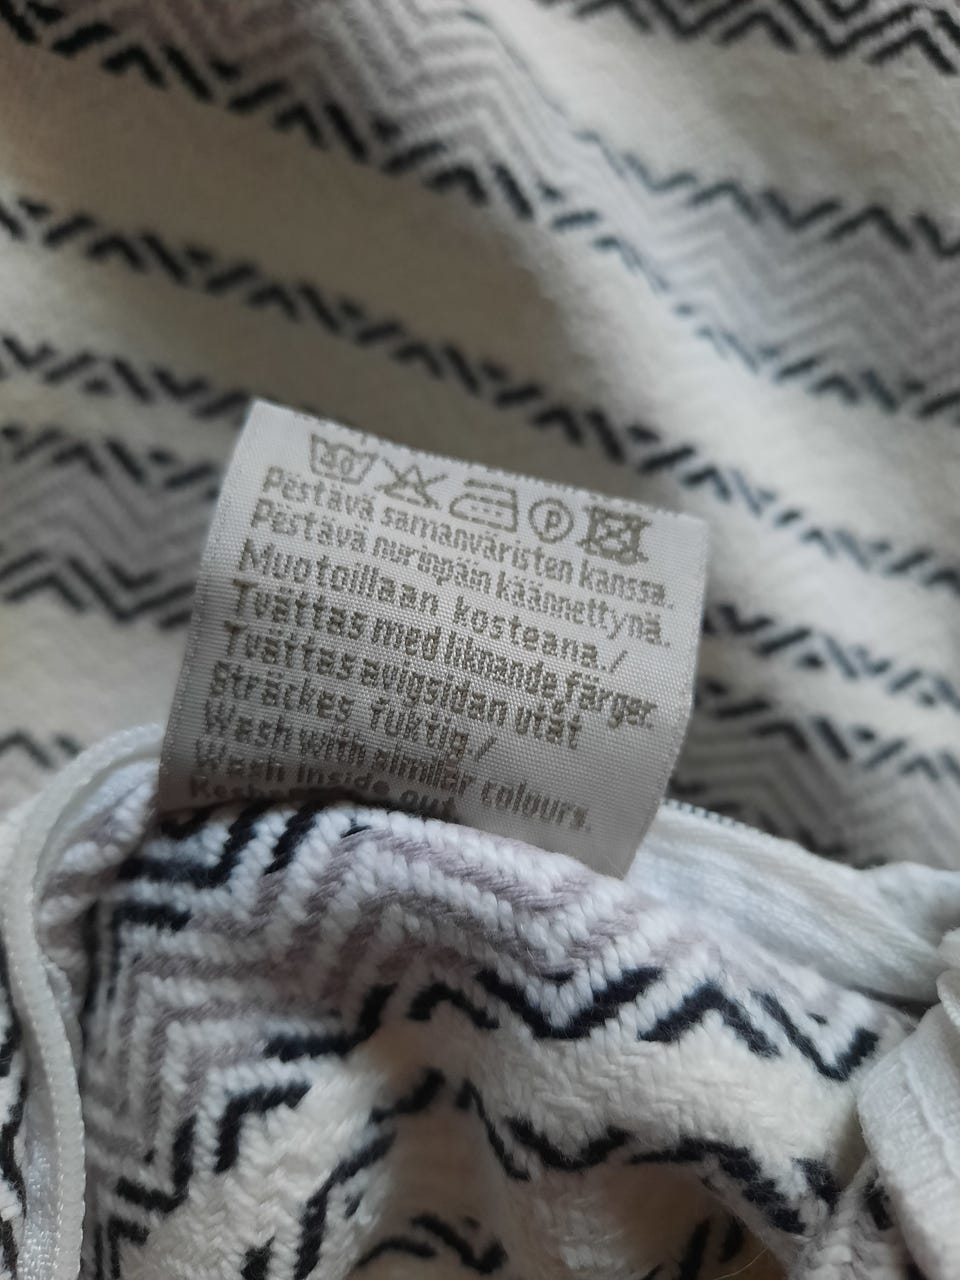 40 P
Pestävä samanväristen kanssa.
Pestävä nurinpäin käännettynä.
Muotoillaan kosteana./
Tvättas med liknande färger.
Tvättas avigsidan utåt
Sträckes fuktig/
Wash with similar colours.
Wash inside out